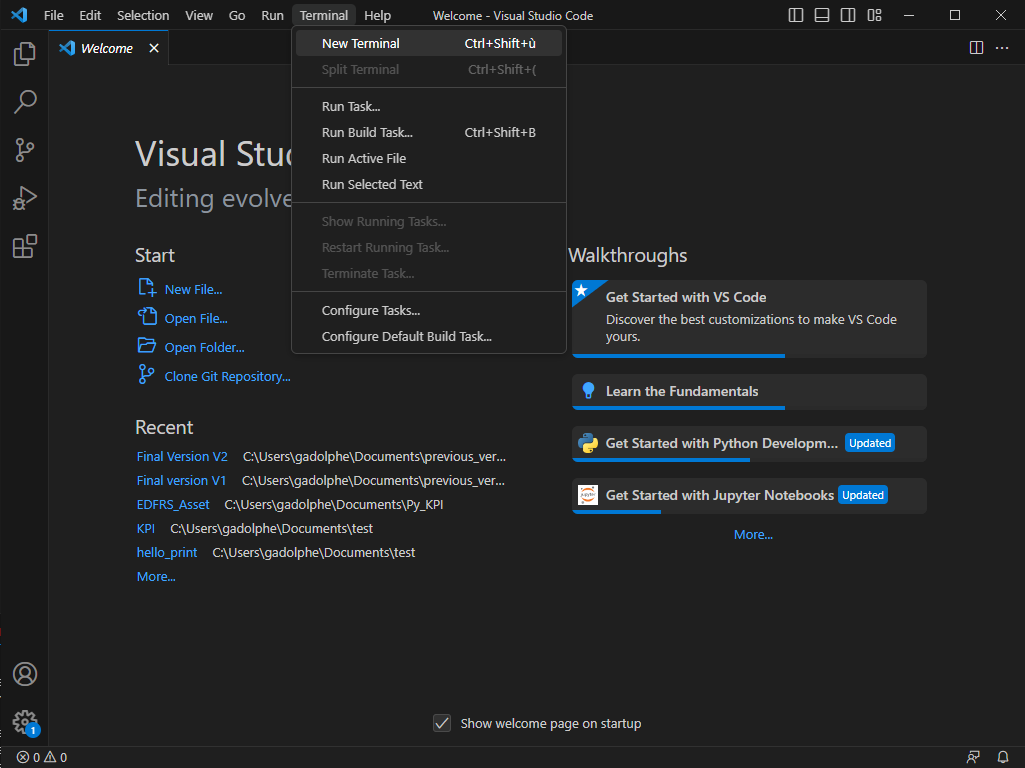 File Edit Selection View Go Run Terminal Help Welcome - Visual Studio Code
Welcome
New Terminal Ctrl+Shift+ù
Split Terminal Ctrl+Shift+(
Run Task...
Run Build Task... Ctrl+Shift+B
Run Active File
Run Selected Text
Show Running Tasks...
Restart Running Task...
Terminate Task...
Configure Tasks...
Configure Default Build Task...
Visual Stu
Editing evolve
Start
New File...
Open File...
Open Folder...
Clone Git Repository...
Recent
Final Version V2 C:\Users\gadolphe\Documents\previous_ver...
Final version V1 C:\Users\gadolphe\Documents\previous_ver...
EDFRS_Asset C:\Users\gadolphe\Documents\Py_KPI
KPI C:\Users\gadolphe\Documents\test
hello_print C:\Users\gadolphe\Documents\test
More...
Walkthroughs
Get Started with VS Code
Discover the best customizations to make VS Code
yours.
Learn the Fundamentals
Get Started with Python Developm... Updated
jupyter Get Started with Jupyter Notebooks Updated
More...
Show welcome page on startup
1
0 0